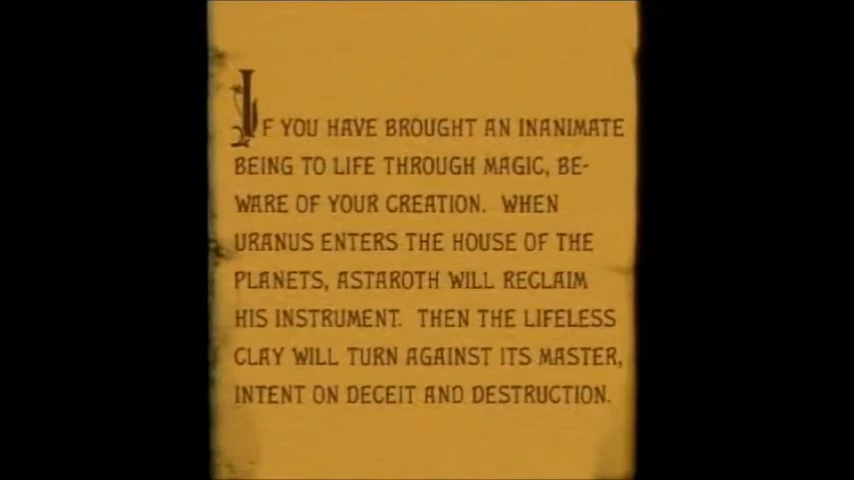 IF YOU HAVE BROUGHT AN INANIMATE
BEING TO LIFE THROUGH MAGIC, BE-
WARE OF YOUR CREATION. WHEN
URANUS ENTERS THE HOUSE OF THE
PLANETS, ASTAROTH WILL RECLAIM
HIS INSTRUMENT. THEN THE LIFELESS
CLAY WILL TURN AGAINST ITS MASTER,
INTENT ON DECEIT AND DESTRUCTION.